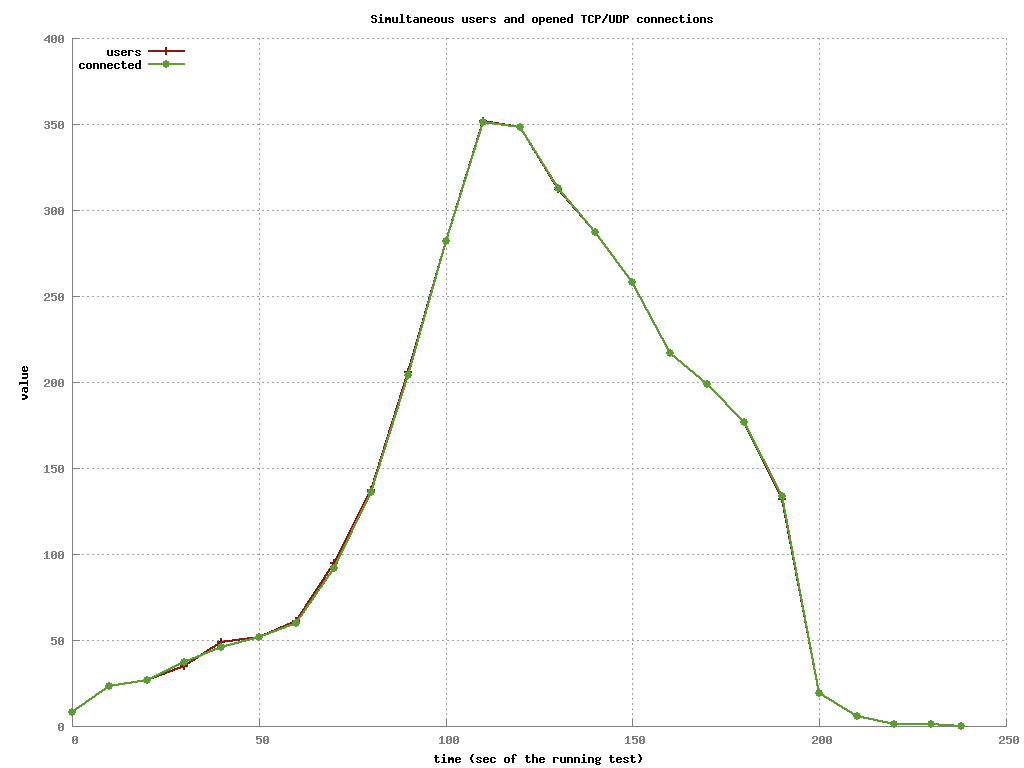 Simultaneous users and opened TCP/UDP connections
400
users
connected
350
300
250
200
150
100
50
0
value
0 50 100 150 200 250
time (sec of the running test)